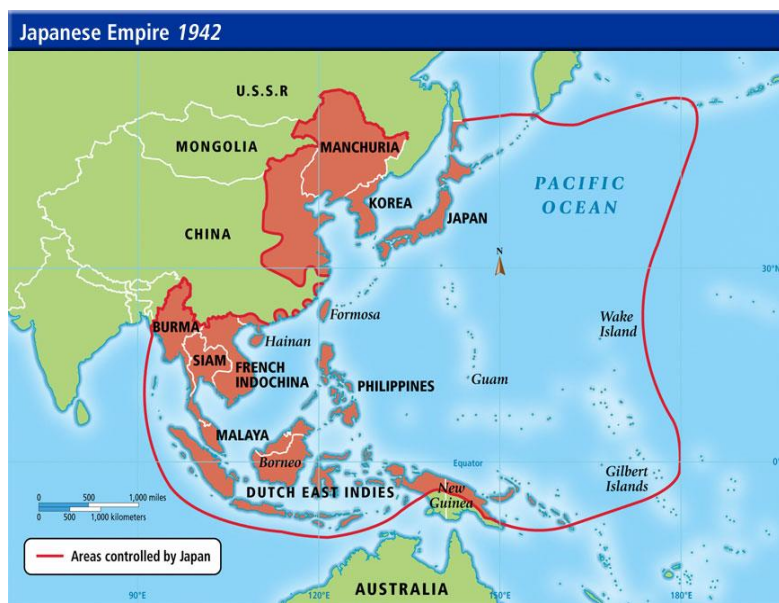 Japanese Empire 1942
U.S.S.R
MONGOLIA
MANCHURIA
PACIFIC
OCEAN
KOREA
JAPAN
CHINA
N
30°N
Formosa
Wake
Island
BURMA
Hainan
SIAM
FRENCH
INDOCHINA
PHILIPPINES
Guam
MALAYA
Borneo
Equator
0°
Gilbert
Islands
DUTCH EAST INDIES
New
Guinea
0 500 1,000 miles
0 500 1,000 kilometers
Areas controlled by Japan
AUSTRALIA
90°E
120°E
150°E
180°E